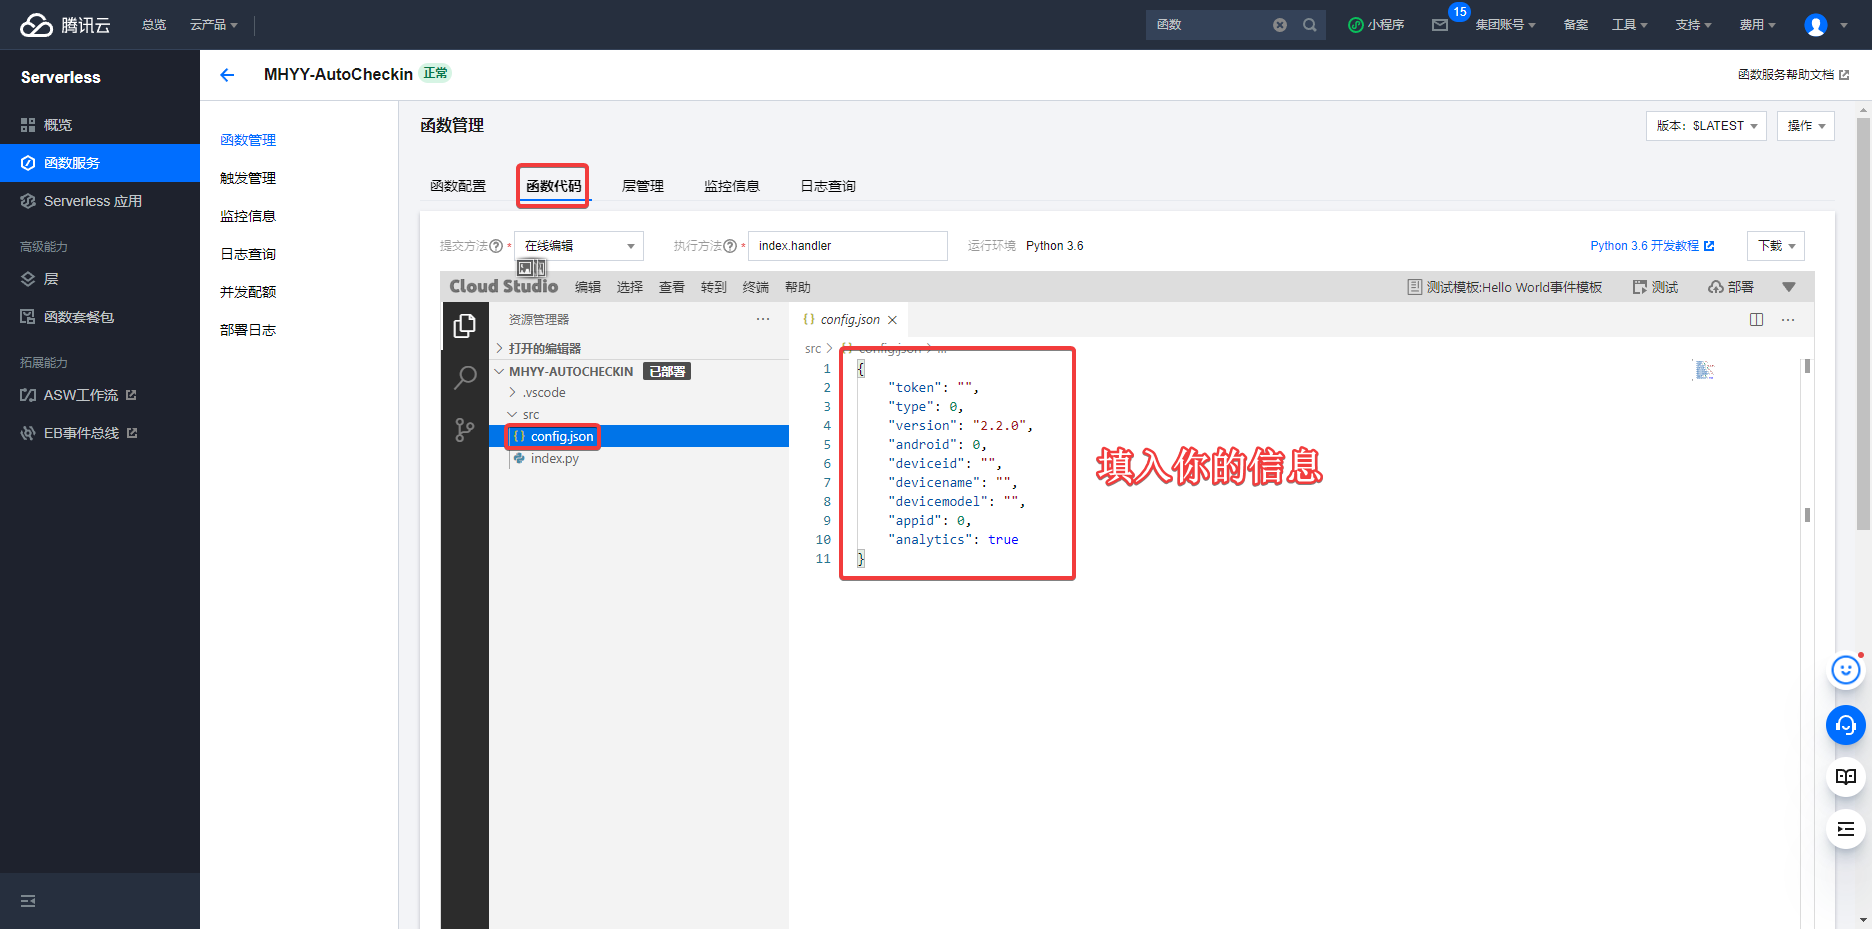 腾讯云
总览
云产品
函数
小程序
15
集团账号
备案
工具
支持
费用
Serverless
MHYY-AutoCheckin
正常
函数服务帮助文档
概览
函数服务
Serverless 应用
高级能力
层
函数套餐包
拓展能力
ASW工作流
EB事件总线
函数管理
触发管理
监控信息
日志查询
并发配额
部署日志
函数管理
版本：$LATEST
操作
函数配置
函数代码
层管理
监控信息
日志查询
提交方法 *
在线编辑
执行方法 *
index.handler
运行环境
Python 3.6
Python 3.6 开发教程
下载
Cloud Studio
编辑
选择
查看
转到
终端
帮助
测试模板:Hello World事件模板
测试
部署
资源管理器
打开的编辑器
MHYY-AUTOCHECKIN
已部署
.vscode
src
{} config.json
index.py
{} config.json
src > {} config.json > ...
1 {
2 "token": "",
3 "type": 0,
4 "version": "2.2.0",
5 "android": 0,
6 "deviceid": "",
7 "devicename": "",
8 "devicemodel": "",
9 "appid": 0,
10 "analytics": true
11 }
填入你的信息